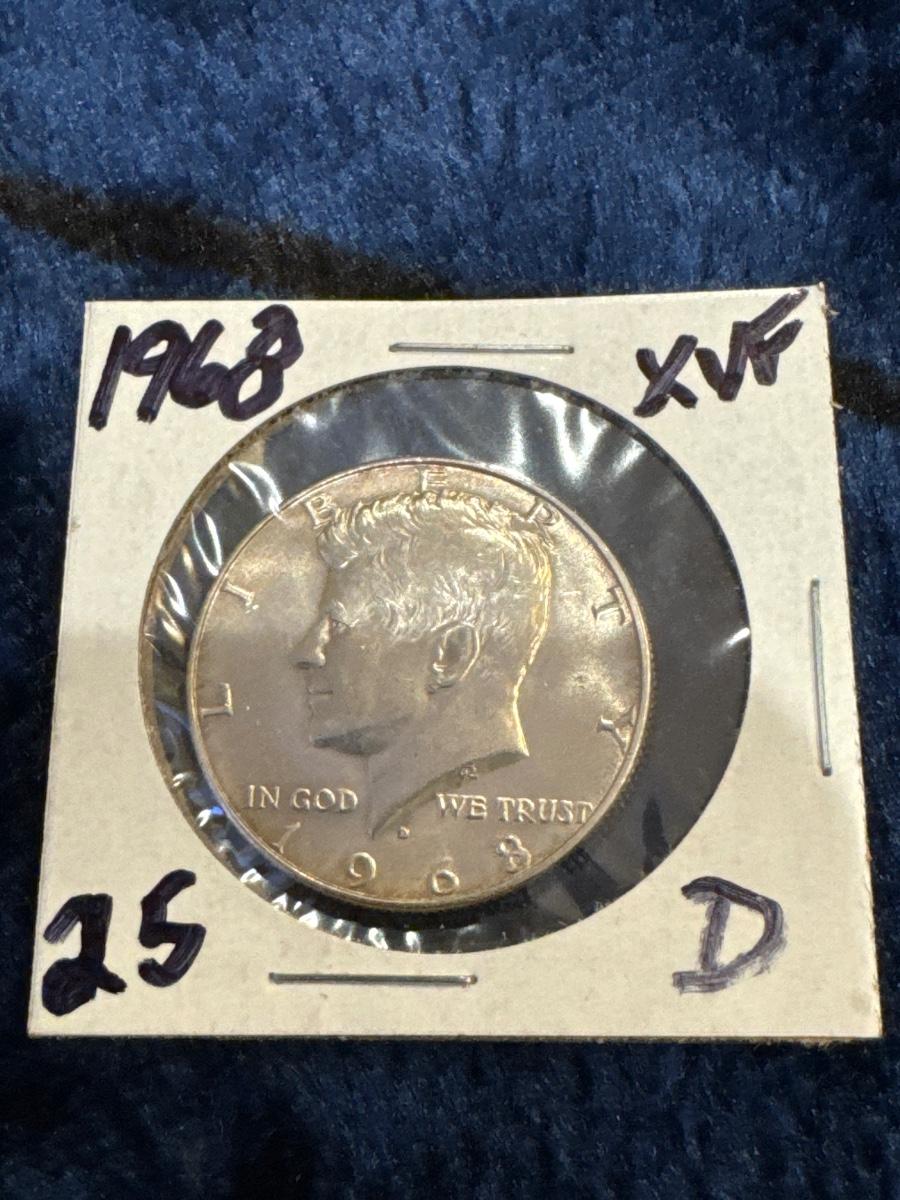 1968 XVF
LIBERTY
IN GOD WE TRUST
D
1968
25 D